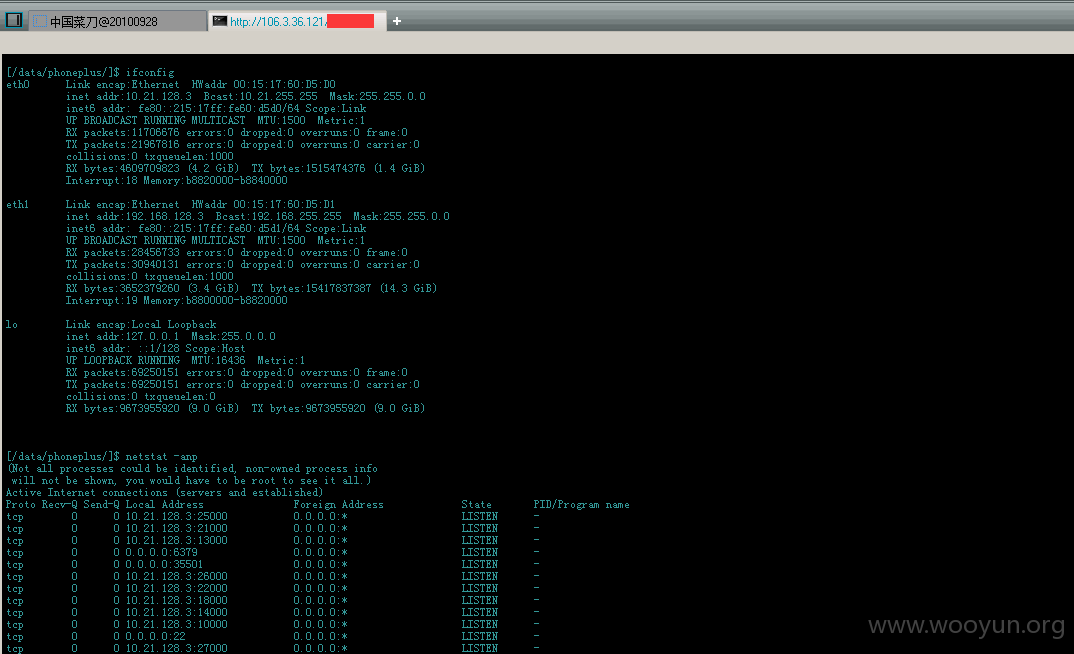 中国菜刀@20100928
http://106.3.36.121/
[/data/phoneplus/]$ ifconfig
eth0 Link encap:Ethernet HWaddr 00:15:17:60:D5:D0
inet addr:10.21.128.3 Bcast:10.21.255.255 Mask:255.255.0.0
inet6 addr: fe80::215:17ff:fe60:d5d0/64 Scope:Link
UP BROADCAST RUNNING MULTICAST MTU:1500 Metric:1
RX packets:11706676 errors:0 dropped:0 overruns:0 frame:0
TX packets:21967816 errors:0 dropped:0 overruns:0 carrier:0
collisions:0 txqueuelen:1000
RX bytes:4609709823 (4.2 GiB) TX bytes:1515474376 (1.4 GiB)
Interrupt:18 Memory:b8820000-b8840000
eth1 Link encap:Ethernet HWaddr 00:15:17:60:D5:D1
inet addr:192.168.128.3 Bcast:192.168.255.255 Mask:255.255.0.0
inet6 addr: fe80::215:17ff:fe60:d5d1/64 Scope:Link
UP BROADCAST RUNNING MULTICAST MTU:1500 Metric:1
RX packets:28456733 errors:0 dropped:0 overruns:0 frame:0
TX packets:30940131 errors:0 dropped:0 overruns:0 carrier:0
collisions:0 txqueuelen:1000
RX bytes:3652379260 (3.4 GiB) TX bytes:15417837387 (14.3 GiB)
Interrupt:19 Memory:b8800000-b8820000
lo Link encap:Local Loopback
inet addr:127.0.0.1 Mask:255.0.0.0
inet6 addr: ::1/128 Scope:Host
UP LOOPBACK RUNNING MTU:16436 Metric:1
RX packets:69250151 errors:0 dropped:0 overruns:0 frame:0
TX packets:69250151 errors:0 dropped:0 overruns:0 carrier:0
collisions:0 txqueuelen:0
RX bytes:9673955920 (9.0 GiB) TX bytes:9673955920 (9.0 GiB)
[/data/phoneplus/]$ netstat -anp
(Not all processes could be identified, non-owned process info
will not be shown, you would have to be root to see it all.)
Active Internet connections (servers and established)
Proto Recv-Q Send-Q Local Address Foreign Address State PID/Program name
tcp 0 0 10.21.128.3:25000 0.0.0.0:* LISTEN -
tcp 0 0 10.21.128.3:21000 0.0.0.0:* LISTEN -
tcp 0 0 10.21.128.3:13000 0.0.0.0:* LISTEN -
tcp 0 0 0.0.0.0:6379 0.0.0.0:* LISTEN -
tcp 0 0 0.0.0.0:35501 0.0.0.0:* LISTEN -
tcp 0 0 10.21.128.3:26000 0.0.0.0:* LISTEN -
tcp 0 0 10.21.128.3:22000 0.0.0.0:* LISTEN -
tcp 0 0 10.21.128.3:18000 0.0.0.0:* LISTEN -
tcp 0 0 10.21.128.3:14000 0.0.0.0:* LISTEN -
tcp 0 0 10.21.128.3:10000 0.0.0.0:* LISTEN -
tcp 0 0 0.0.0.0:22 0.0.0.0:* LISTEN -
tcp 0 0 10.21.128.3:27000 0.0.0.0:* LISTEN -
www.wooyun.org